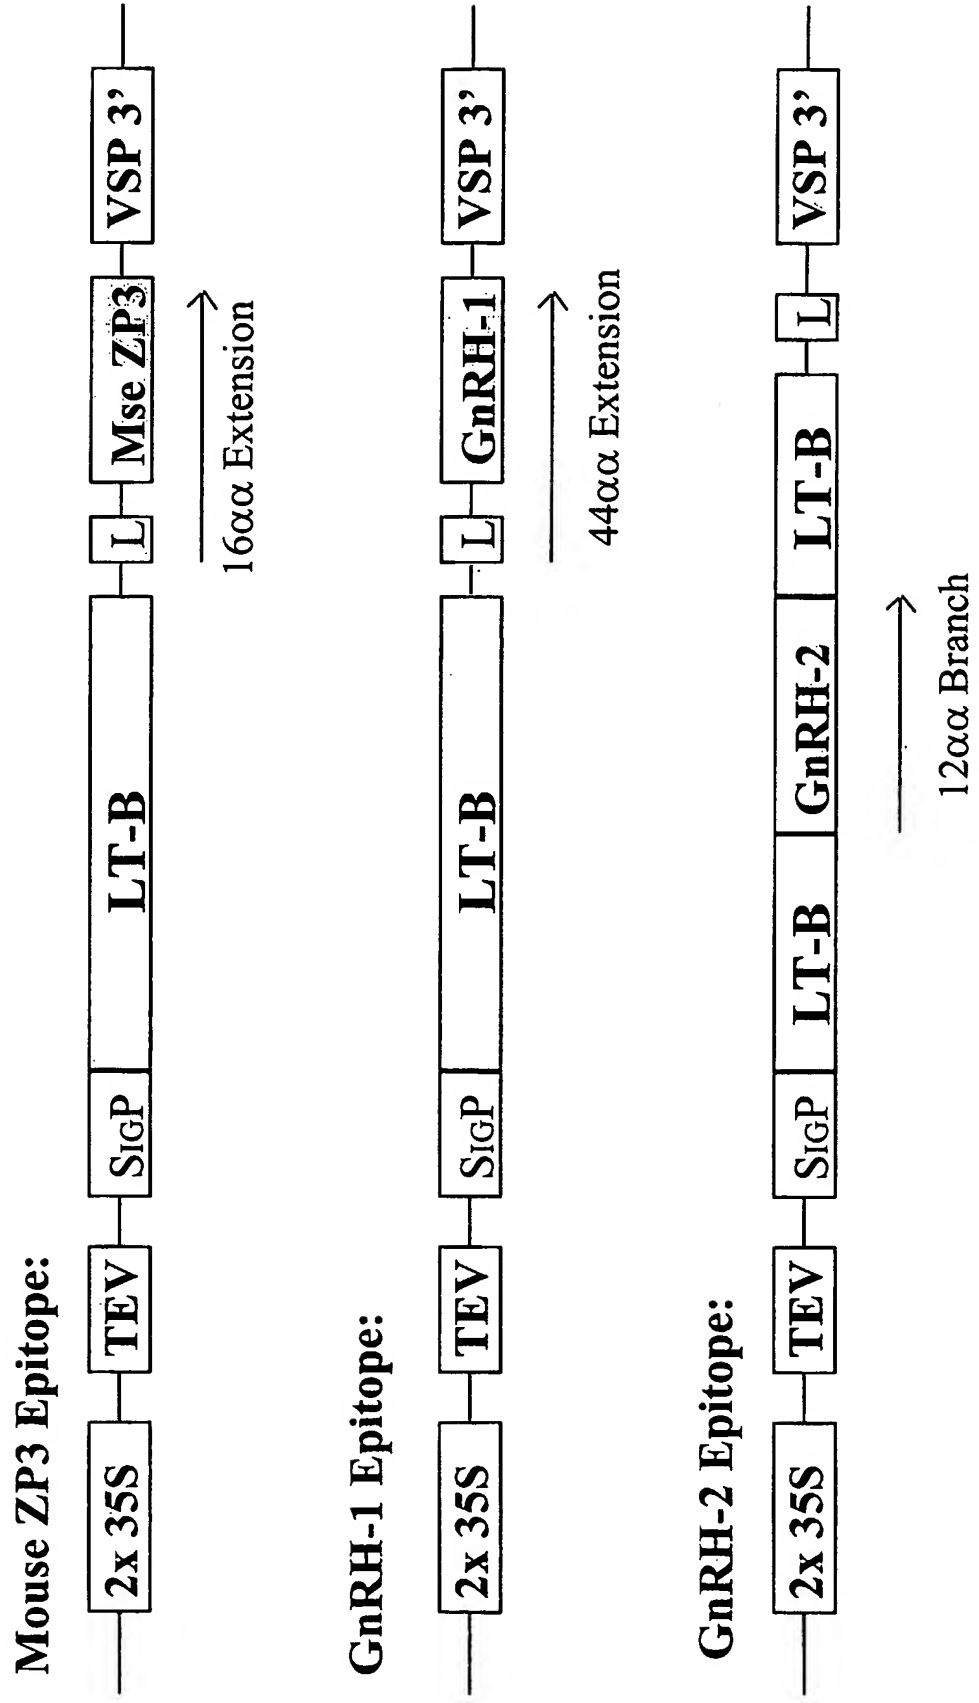 Mouse ZP3 Epitope:
2x 35S TEV SIGP LT-B L Mse ZP3 VSP 3'
16αα Extension
GnRH-1 Epitope:
2x 35S TEV SIGP LT-B L GnRH-1 VSP 3'
44αα Extension
GnRH-2 Epitope:
2x 35S TEV SIGP LT-B GnRH-2 LT-B L VSP 3'
12αα Branch